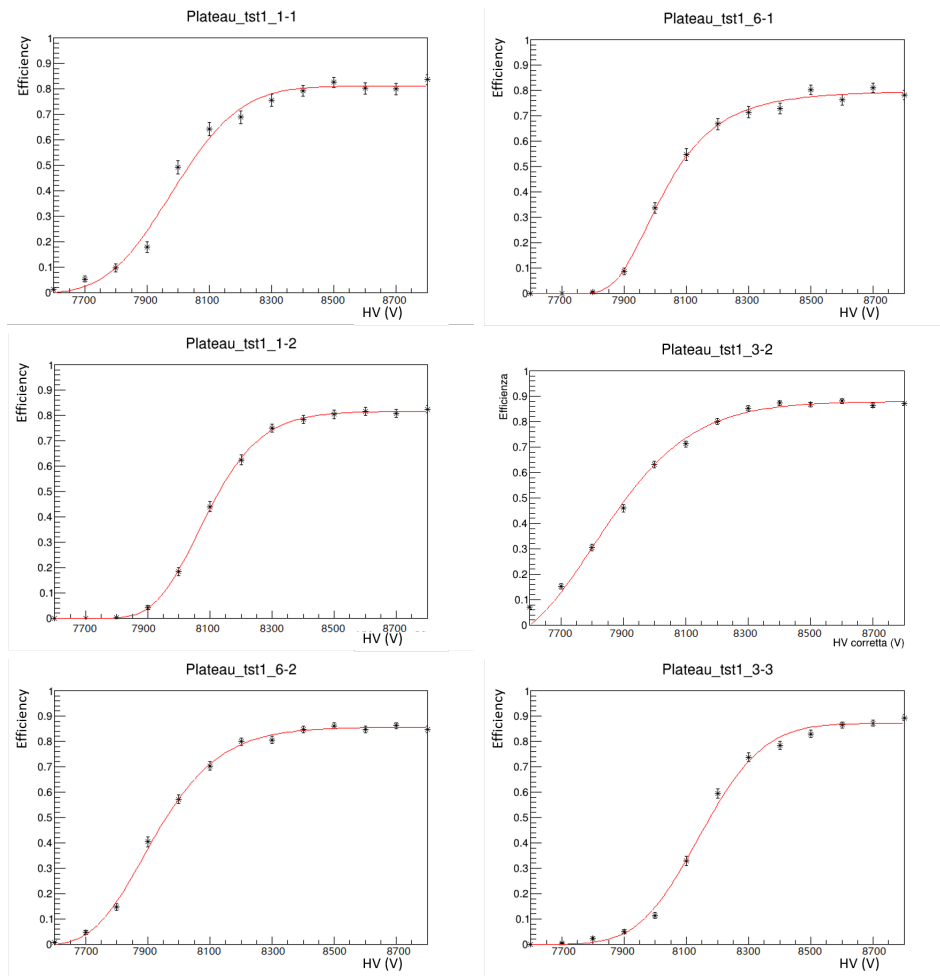 Plateau_tst1_1-1
Efficiency
1
0.9
0.8
0.7
0.6
0.5
0.4
0.3
0.2
0.1
0
7700 7900 8100 8300 8500 8700
HV (V)
Plateau_tst1_6-1
Efficiency
1
0.9
0.8
0.7
0.6
0.5
0.4
0.3
0.2
0.1
0
7700 7900 8100 8300 8500 8700
HV (V)
Plateau_tst1_1-2
Efficiency
1
0.9
0.8
0.7
0.6
0.5
0.4
0.3
0.2
0.1
0
7700 7900 8100 8300 8500 8700
HV (V)
Plateau_tst1_3-2
Efficienza
1
0.9
0.8
0.7
0.6
0.5
0.4
0.3
0.2
0.1
0
7700 7900 8100 8300 8500 8700
HV corretta (V)
Plateau_tst1_6-2
Efficiency
1
0.9
0.8
0.7
0.6
0.5
0.4
0.3
0.2
0.1
0
7700 7900 8100 8300 8500 8700
HV (V)
Plateau_tst1_3-3
Efficiency
1
0.9
0.8
0.7
0.6
0.5
0.4
0.3
0.2
0.1
0
7700 7900 8100 8300 8500 8700
HV (V)